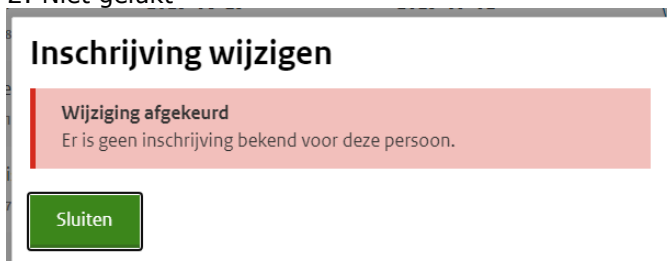 Inschrijving wijzigen
Wijziging afgekeurd
Er is geen inschrijving bekend voor deze persoon.
Sluiten